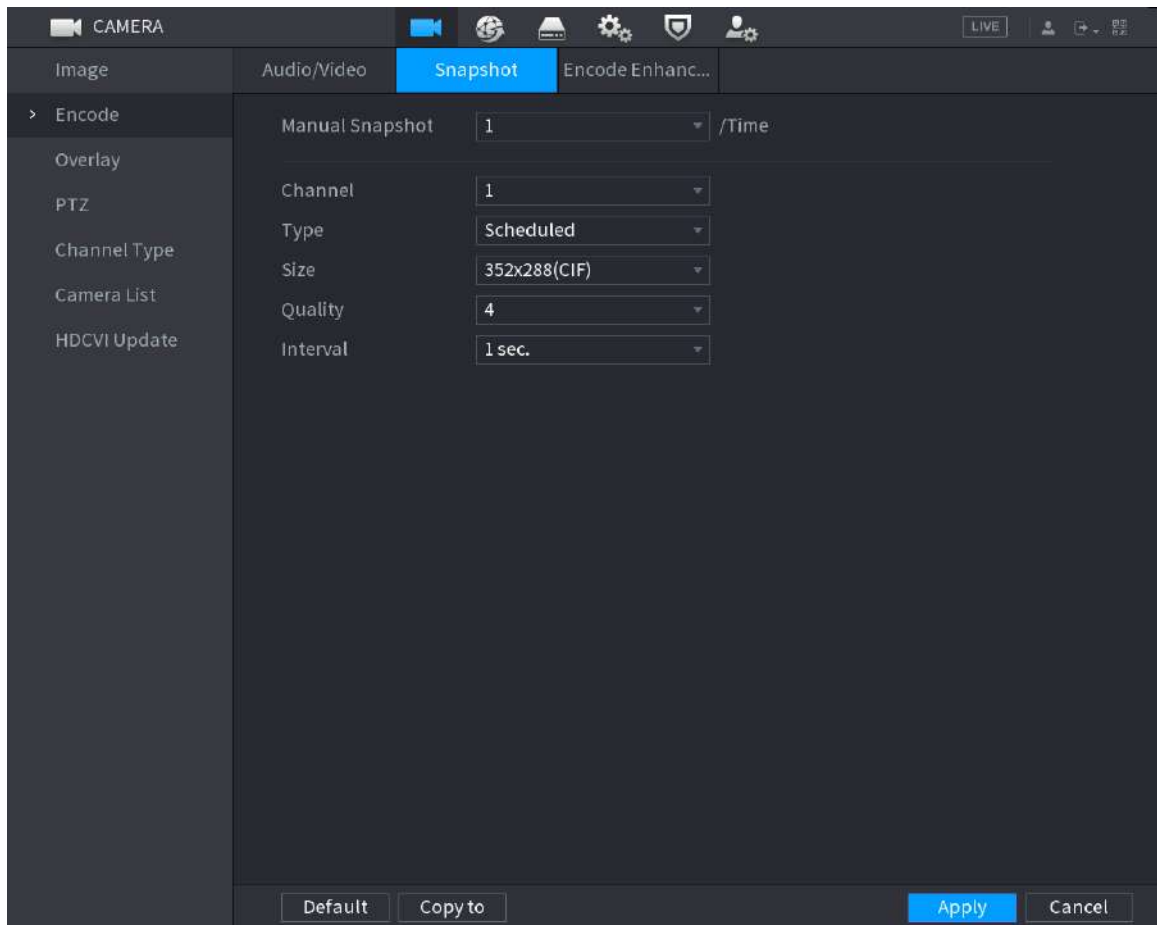 CAMERA
LIVE
Image
Encode
Overlay
PTZ
Channel Type
Camera List
HDCVI Update
Audio/Video
Snapshot
Encode Enhanc...
Manual Snapshot 1 /Time
Channel 1
Type Scheduled
Size 352x288(CIF)
Quality 4
Interval 1 sec.
Default
Copy to
Apply
Cancel